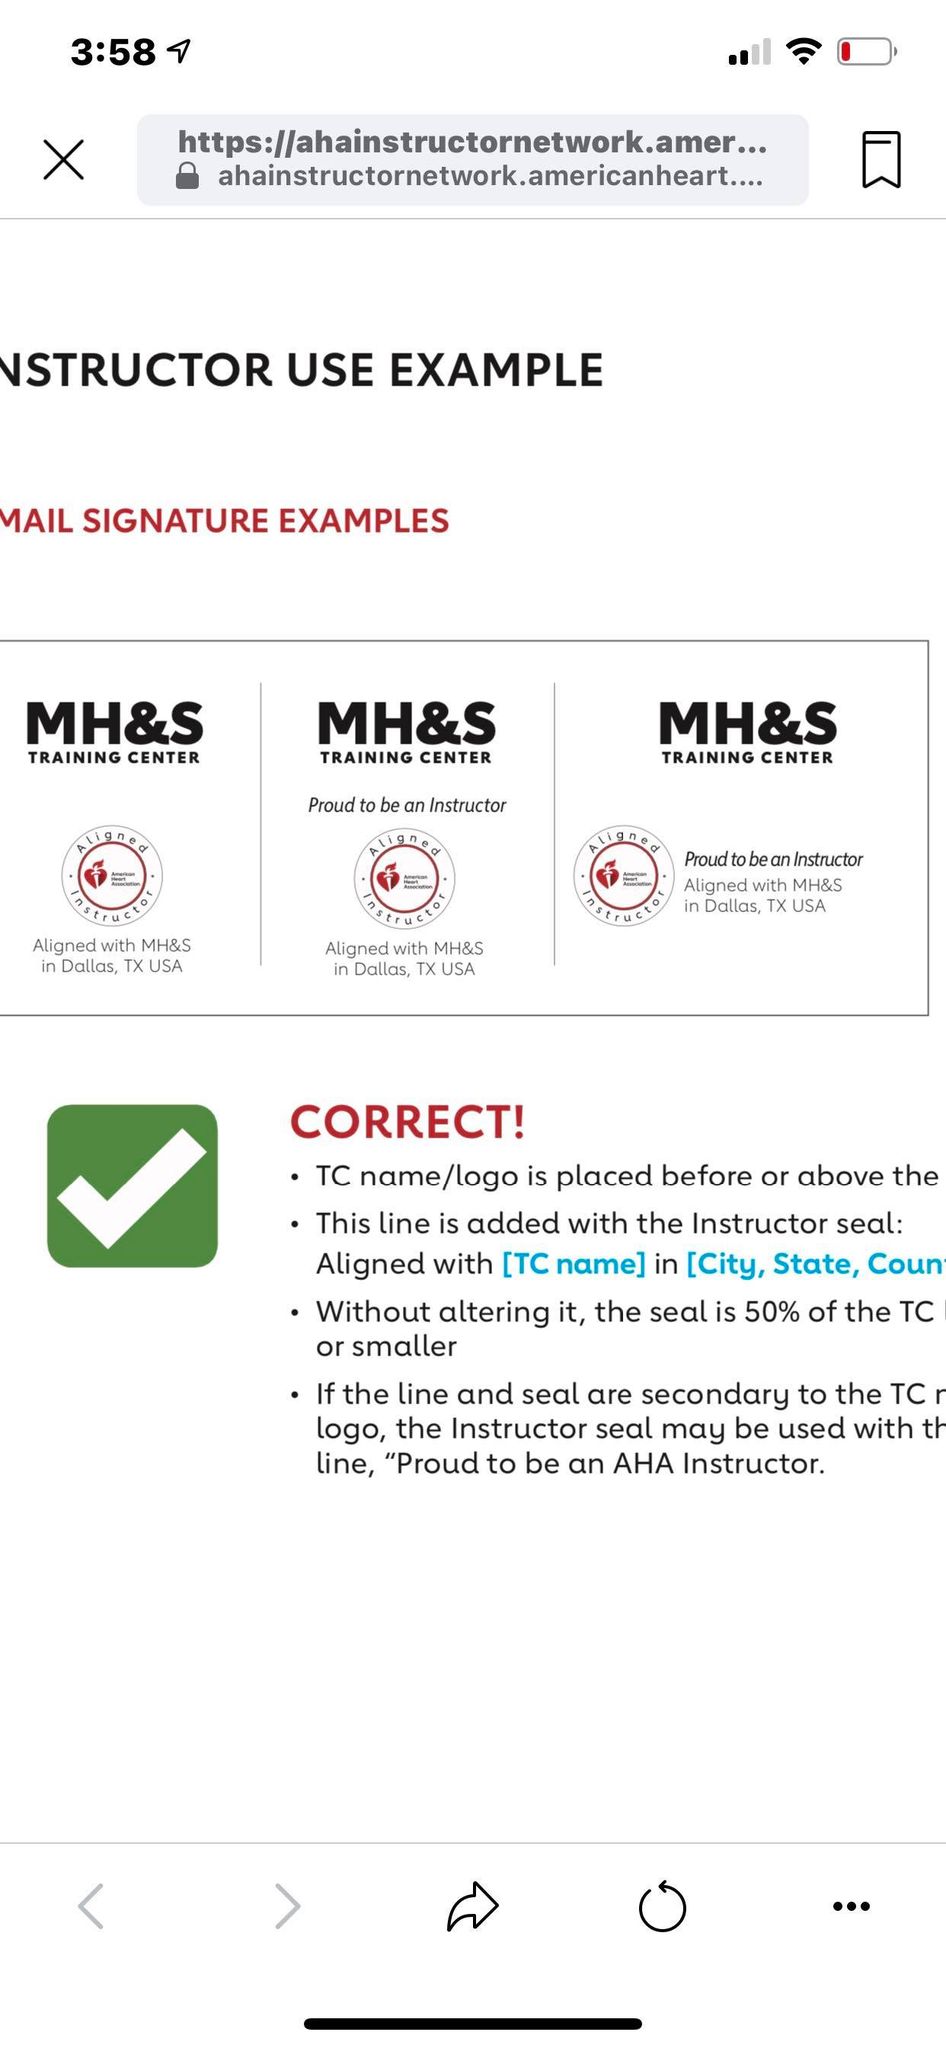 3:58
https://ahainstructornetwork.amer...
ahainstructornetwork.americanheart....
NSTRUCTOR USE EXAMPLE
MAIL SIGNATURE EXAMPLES
MH&S
TRAINING CENTER
Aligned
American
Heart
Association
Instructor
Aligned with MH&S
in Dallas, TX USA
MH&S
TRAINING CENTER
Proud to be an Instructor
Aligned
American
Heart
Association
Instructor
Aligned with MH&S
in Dallas, TX USA
MH&S
TRAINING CENTER
Aligned
American
Heart
Association
Instructor
Proud to be an Instructor
Aligned with MH&S
in Dallas, TX USA
CORRECT!
• TC name/logo is placed before or above the
• This line is added with the Instructor seal:
Aligned with [TC name] in [City, State, Coun
• Without altering it, the seal is 50% of the TC
or smaller
• If the line and seal are secondary to the TC
logo, the Instructor seal may be used with th
line, “Proud to be an AHA Instructor.